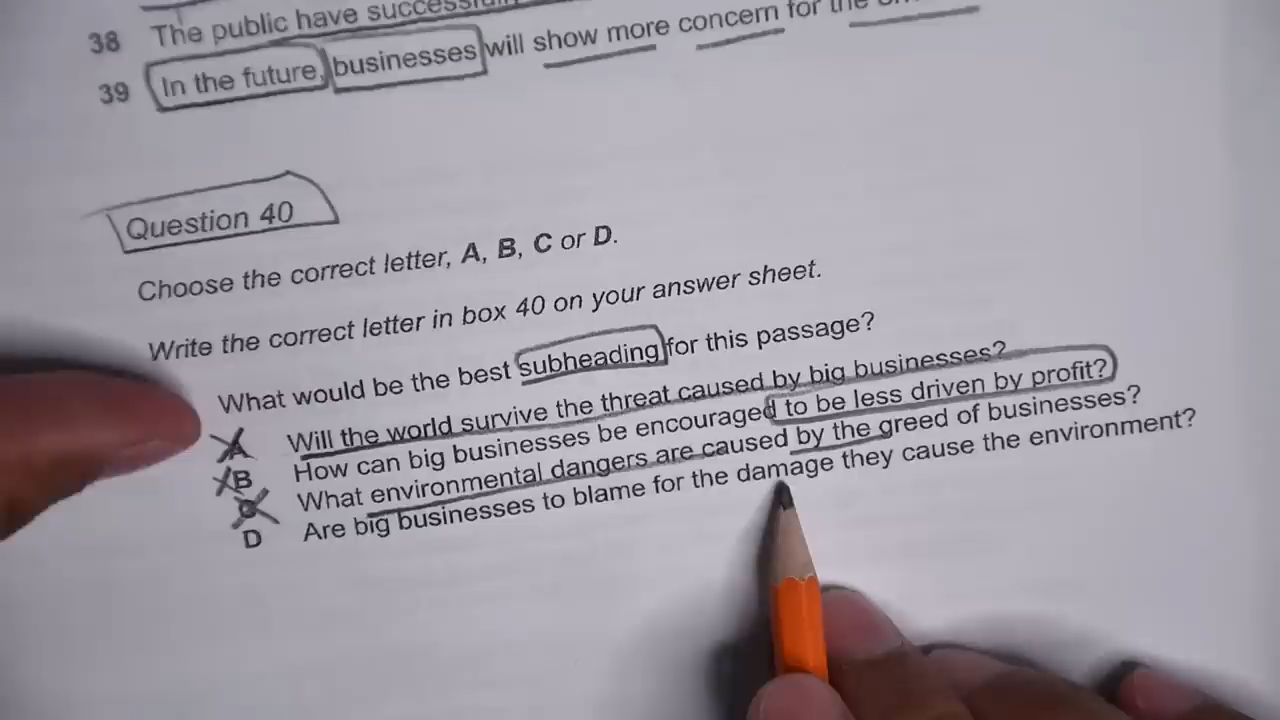 38 The public have
39 In the future, businesses will show more concern for the
Question 40
Choose the correct letter, A, B, C or D.
Write the correct letter in box 40 on your answer sheet.
What would be the best subheading for this passage?
A Will the world survive the threat caused by big businesses?
B How can big businesses be encouraged to be less driven by profit?
C What environmental dangers are caused by the greed of businesses?
D Are big businesses to blame for the damage they cause the environment?